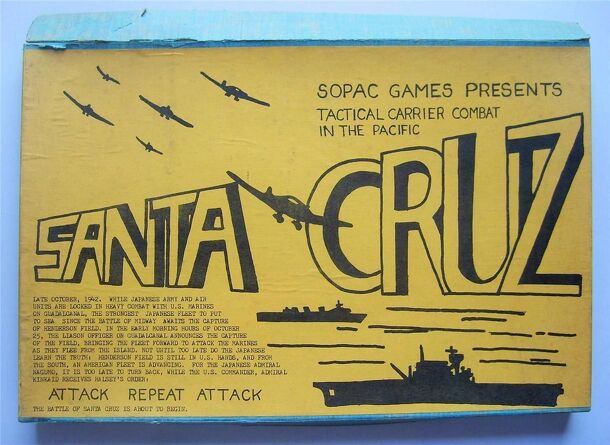 SOPAC GAMES PRESENTS
TACTICAL CARRIER COMBAT
IN THE PACIFIC
SANTA CRUZ
LATE OCTOBER, 1942. WHILE JAPANESE ARMY AND AIR
UNITS ARE LOCKED IN HEAVY COMBAT WITH U.S. MARINES
ON GUADALCANAL, THE STRONGEST JAPANESE FLEET TO PUT
TO SEA SINCE THE BATTLE OF MIDWAY AWAITS THE CAPTURE
OF HENDERSON FIELD. IN THE EARLY MORNING HOURS OF OCTOBER
25, THE LIASON OFFICER ON GUADALCANAL ANNOUNCES THE CAPTURE
OF THE FIELD, BRINGING THE FLEET FORWARD TO ATTACK THE MARINES
AS THEY FLEE FROM THE ISLAND. NOT UNTIL TOO LATE DO THE JAPANESE
LEARN THE TRUTH: HENDERSON FIELD IS STILL IN U.S. HANDS, AND FROM
THE SOUTH, AN AMERICAN FLEET IS ADVANCING. FOR THE JAPANESE ADMIRAL
NAGUMO, IT IS TOO LATE TO TURN BACK, WHILE THE U.S. COMMANDER, ADMIRAL
KINKAID RECEIVES HALSEY'S ORDER:
ATTACK REPEAT ATTACK
THE BATTLE OF SANTA CRUZ IS ABOUT TO BEGIN.